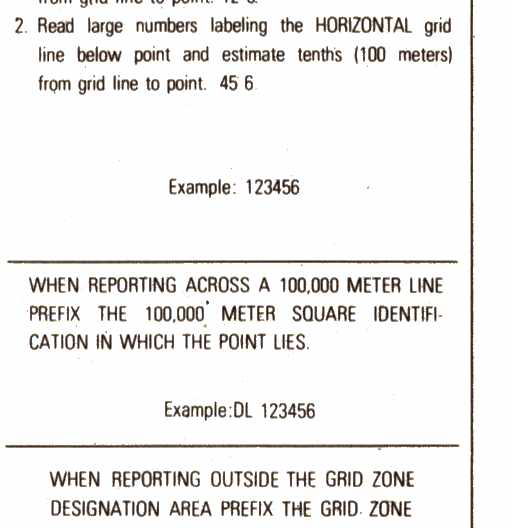 from grid line to point. 12 3.
2. Read large numbers labeling the HORIZONTAL grid
line below point and estimate tenths (100 meters)
from grid line to point. 45 6
Example: 123456
WHEN REPORTING ACROSS A 100,000 METER LINE
PREFIX THE 100,000 METER SQUARE IDENTIFI-
CATION IN WHICH THE POINT LIES.
Example:DL 123456
WHEN REPORTING OUTSIDE THE GRID ZONE
DESIGNATION AREA PREFIX THE GRID ZONE